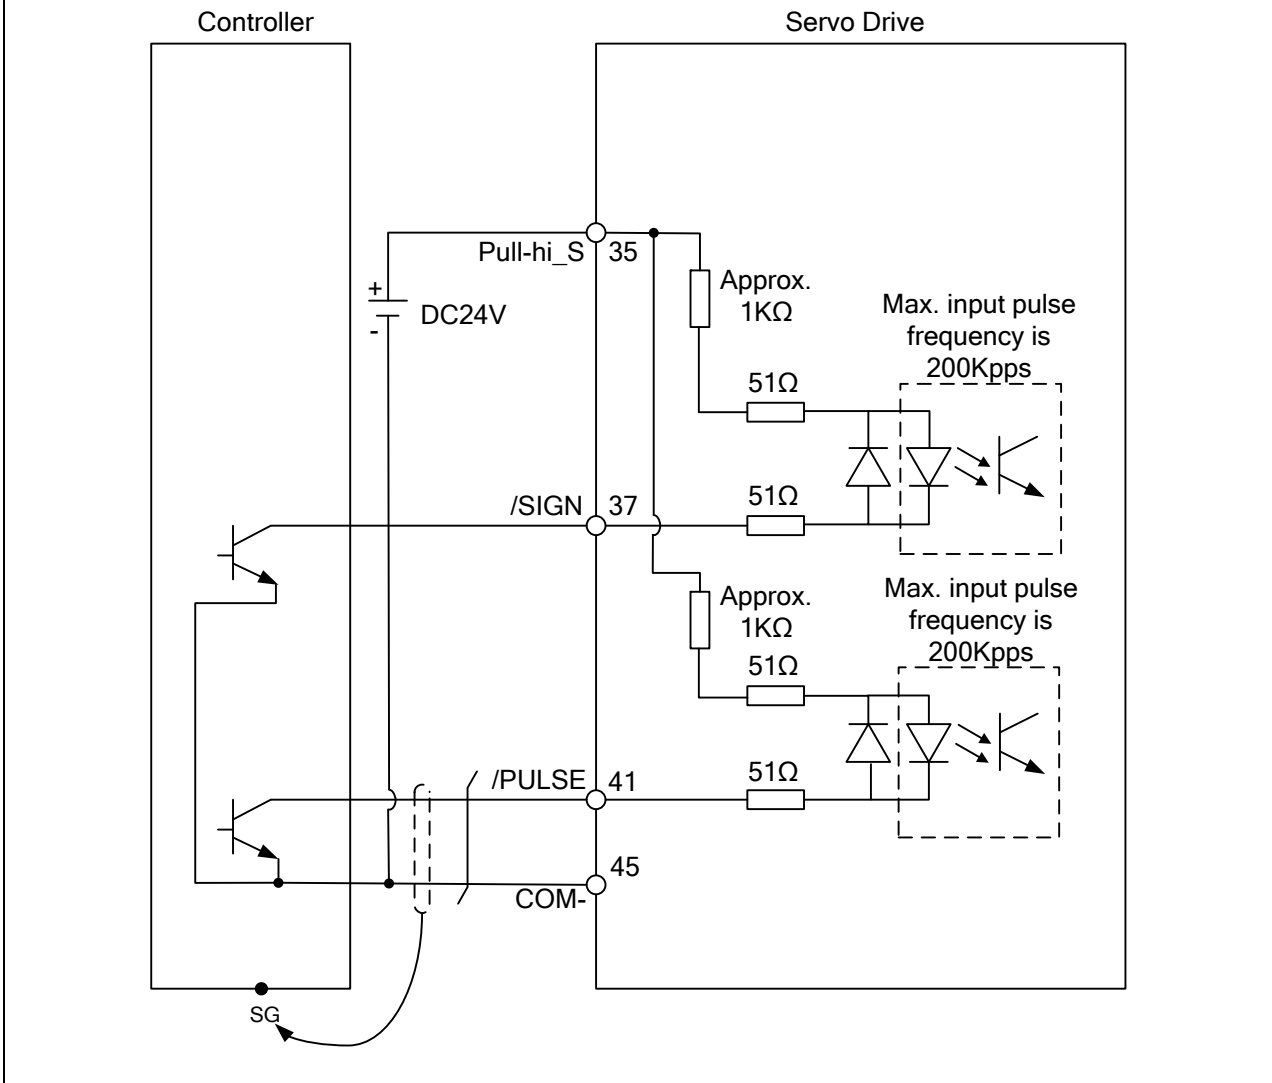 Controller
Servo Drive
Pull-hi_S
35
+
DC24V
-
Approx.
1KΩ
Max. input pulse
frequency is
200Kpps
51Ω
/SIGN
37
51Ω
Approx.
1KΩ
Max. input pulse
frequency is
200Kpps
51Ω
/PULSE
41
51Ω
45
COM-
SG